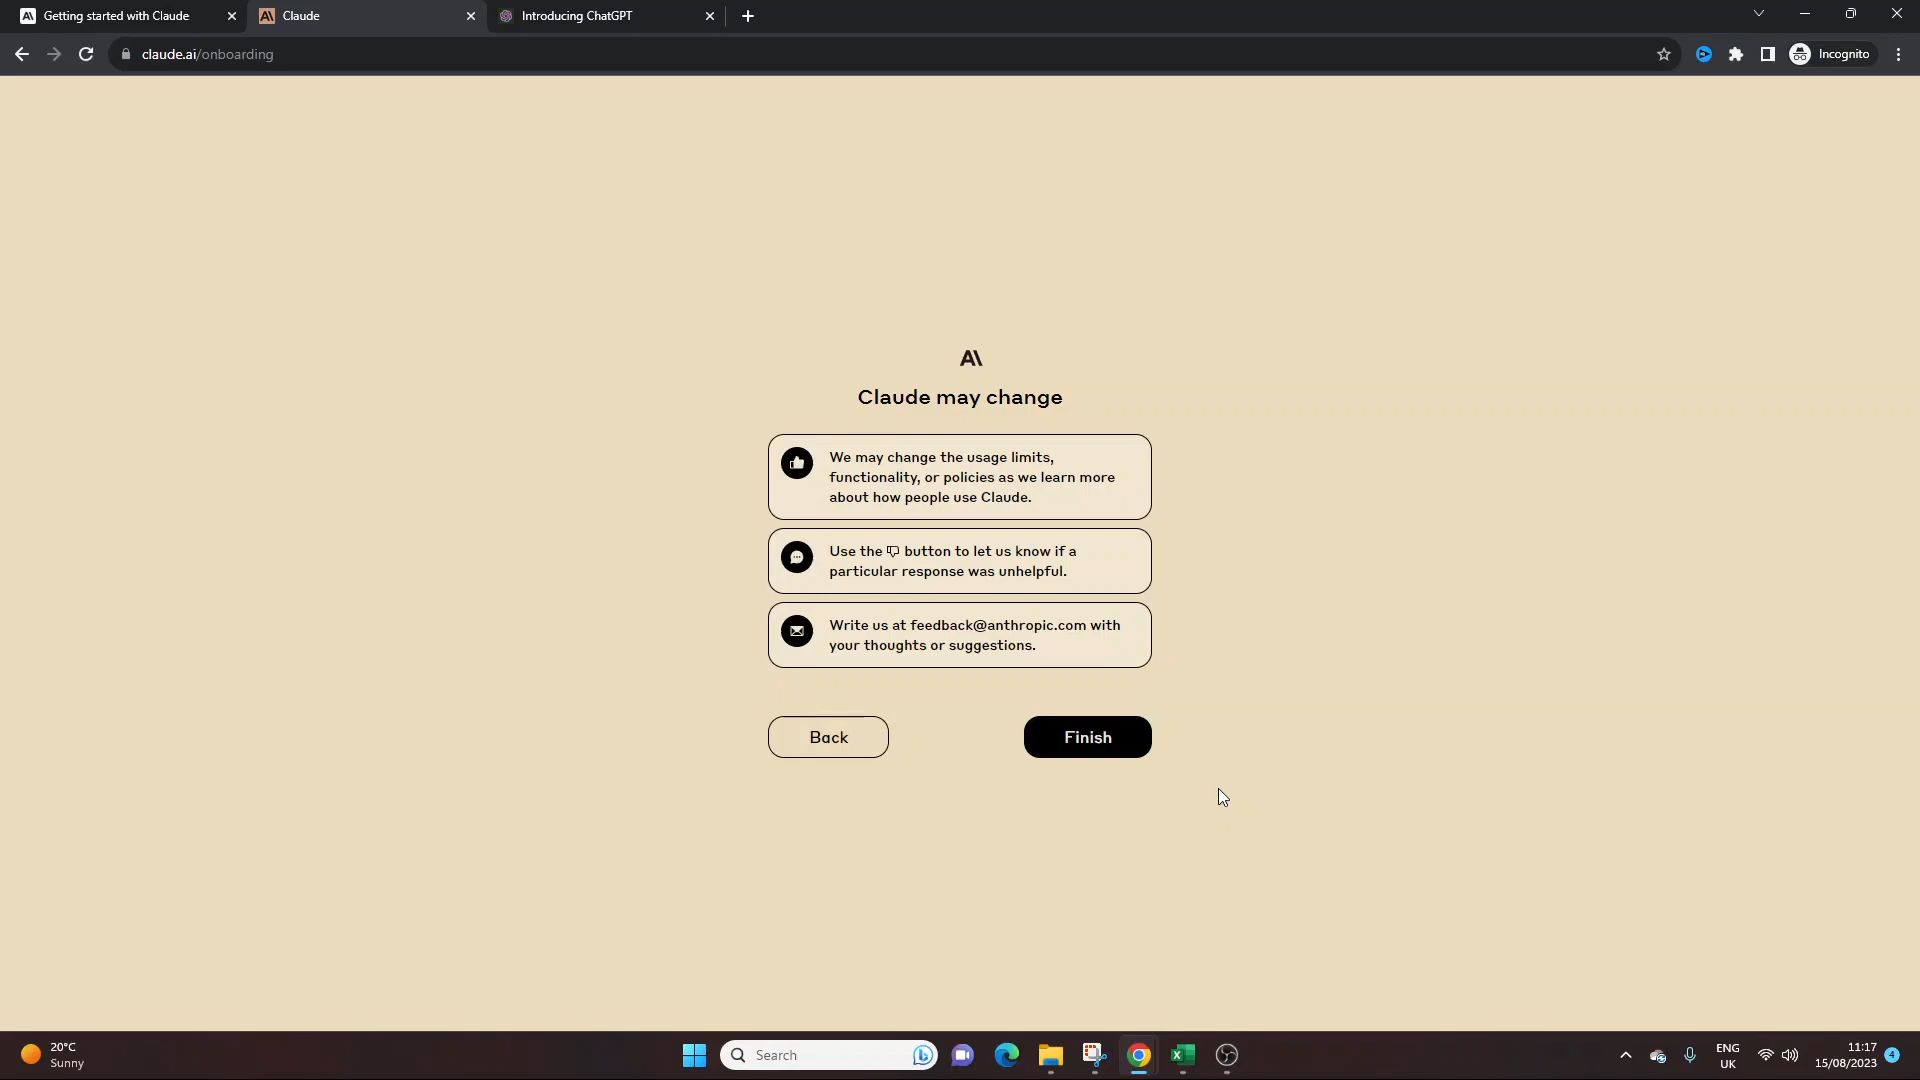 Getting started with Claude
Claude
Introducing ChatGPT
claude.ai/onboarding
Incognito
Claude may change
We may change the usage limits,
functionality, or policies as we learn more
about how people use Claude.
Use the button to let us know if a
particular response was unhelpful.
Write us at feedback@anthropic.com with
your thoughts or suggestions.
Back
Finish
20°C
Sunny
Search
ENG
UK
11:17
15/08/2023
4